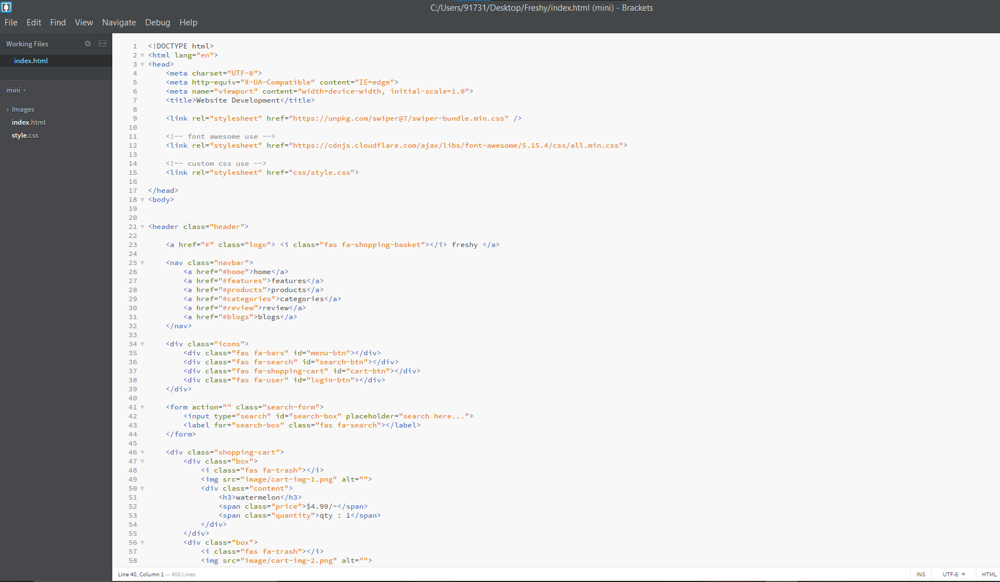 C:/Users/91731/Desktop/Freshy/index.html (mini) - Brackets
File Edit Find View Navigate Debug Help
Working Files
index.html
mini
Images
index.html
style.css
1 <!DOCTYPE html>
2 <html lang="en">
3 <head>
4 <meta charset="UTF-8">
5 <meta http-equiv="X-UA-Compatible" content="IE=edge">
6 <meta name="viewport" content="width=device-width, initial-scale=1.0">
7 <title>Website Development</title>
8
9 <link rel="stylesheet" href="https://unpkg.com/swiper@7/swiper-bundle.min.css" />
10
11 <!-- font awesome use -->
12 <link rel="stylesheet" href="https://cdnjs.cloudflare.com/ajax/libs/font-awesome/5.15.4/css/all.min.css">
13
14 <!-- custom css use -->
15 <link rel="stylesheet" href="css/style.css">
16
17 </head>
18 <body>
19
20
21 <header class="header">
22
23 <a href="#" class="logo"> <i class="fas fa-shopping-basket"></i> freshy </a>
24
25 <nav class="navbar">
26 <a href="#home">home</a>
27 <a href="#features">features</a>
28 <a href="#products">products</a>
29 <a href="#categories">categories</a>
30 <a href="#review">review</a>
31 <a href="#blogs">blogs</a>
32 </nav>
33
34 <div class="icons">
35 <div class="fas fa-bars" id="menu-btn"></div>
36 <div class="fas fa-search" id="search-btn"></div>
37 <div class="fas fa-shopping-cart" id="cart-btn"></div>
38 <div class="fas fa-user" id="login-btn"></div>
39 </div>
40
41 <form action="" class="search-form">
42 <input type="search" id="search-box" placeholder="search here...">
43 <label for="search-box" class="fas fa-search"></label>
44 </form>
45
46 <div class="shopping-cart">
47 <div class="box">
48 <i class="fas fa-trash"></i>
49 <img src="image/cart-img-1.png" alt="">
50 <div class="content">
51 <h3>watermelon</h3>
52 <span class="price">$4.99/-</span>
53 <span class="quantity">qty : 1</span>
54 </div>
55 </div>
56 <div class="box">
57 <i class="fas fa-trash"></i>
58 <img src="image/cart-img-2.png" alt="">
Line 40, Column 1 — 455 Lines
INS UTF-8 HTML